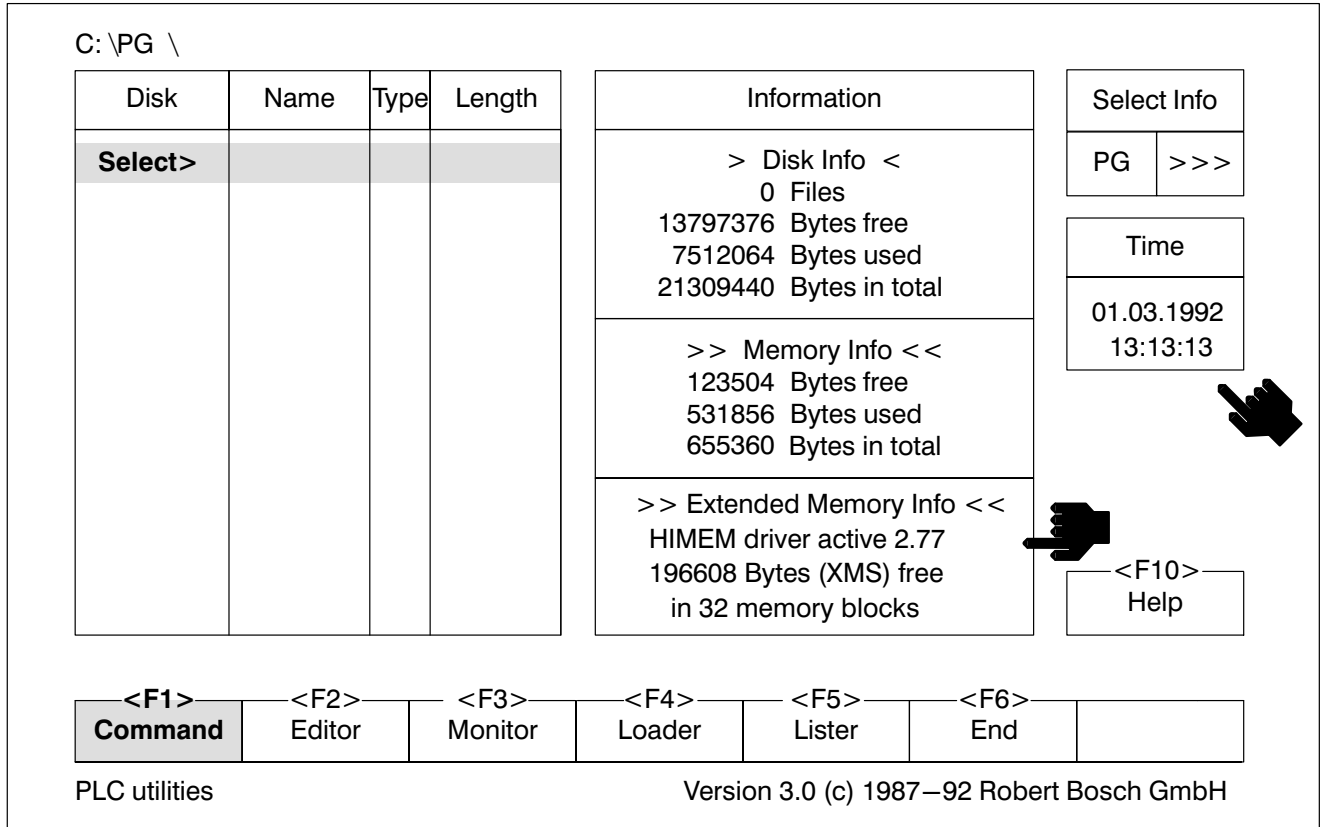 C: \PG \
Disk Name Type Length
Select>
Information
> Disk Info <
0 Files
13797376 Bytes free
7512064 Bytes used
21309440 Bytes in total
>> Memory Info <<
123504 Bytes free
531856 Bytes used
655360 Bytes in total
>> Extended Memory Info <<
HIMEM driver active 2.77
196608 Bytes (XMS) free
in 32 memory blocks
Select Info
PG >>>
Time
01.03.1992
13:13:13
<F10>
Help
<F1> <F2> <F3> <F4> <F5> <F6>
Command Editor Monitor Loader Lister End
PLC utilities Version 3.0 (c) 1987–92 Robert Bosch GmbH